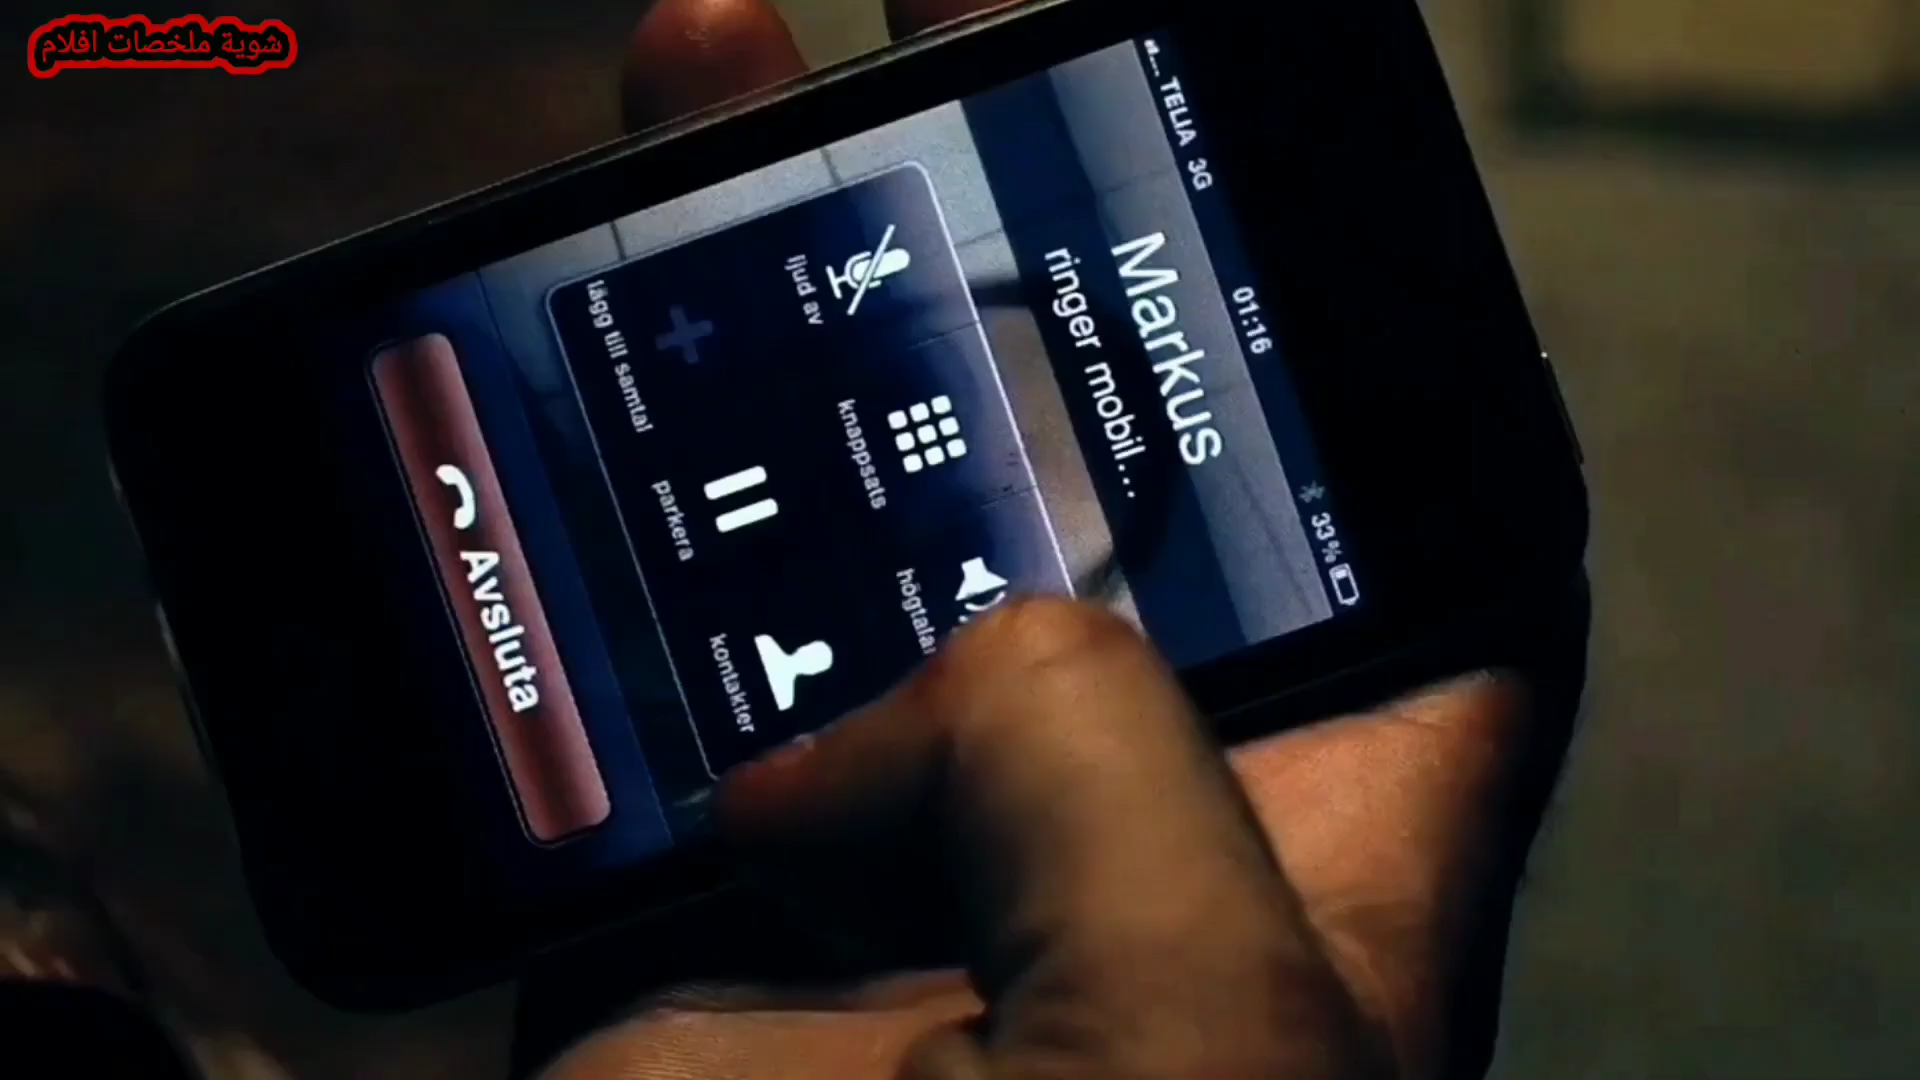 شوية ملخصات افلام
TELIA 3G
01:16
33%
Markus
ringer mobil...
ljud av
knappsats
högtalar
lägg till samtal
parkera
kontakter
Avsluta